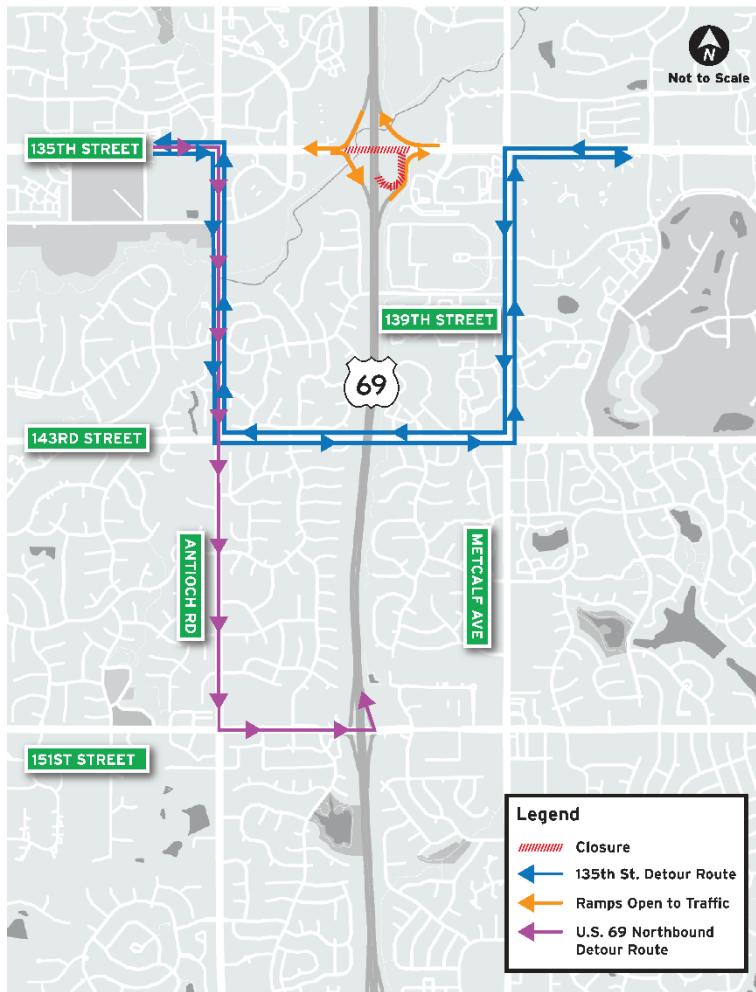 N
Not to Scale
135TH STREET
139TH STREET
69
143RD STREET
ANTIOCH RD
METCALF AVE
151ST STREET
Legend
Closure
135th St. Detour Route
Ramps Open to Traffic
U.S. 69 Northbound
Detour Route